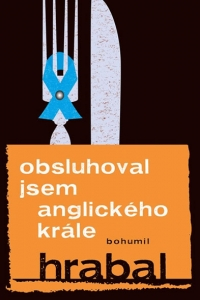 obsluhoval
jsem
anglického
krále
bohumil
hrabal